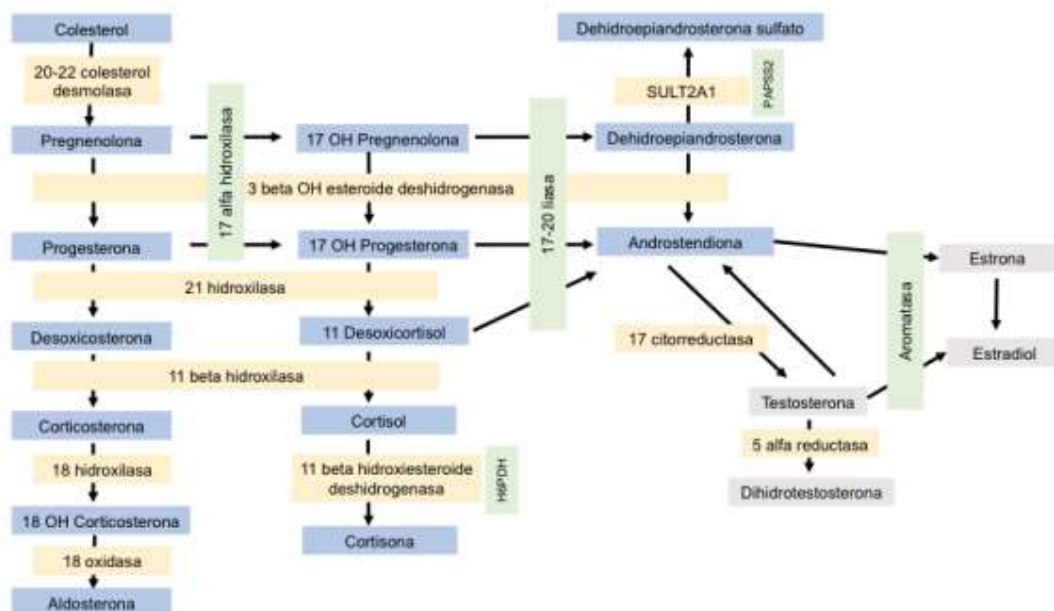 Colesterol
Dehidroepiandrosterona sulfato
20-22 colesterol
desmolasa
SULT2A1
PAPSS2
Pregnenolona
17 alfa hidroxilasa
17 OH Pregnenolona
17-20 liasa
Dehidroepiandrosterona
3 beta OH esteroide deshidrogenasa
Progesterona
17 OH Progesterona
Androstendiona
Aromatasa
Estrona
21 hidroxilasa
Desoxicosterona
11 Desoxicortisol
17 citorreductasa
Estradiol
11 beta hidroxilasa
Testosterona
Corticosterona
Cortisol
5 alfa reductasa
18 hidroxilasa
11 beta hidroxiesteroide
deshidrogenasa
H6PDH
Dihidrotestosterona
18 OH Corticosterona
Cortisona
18 oxidasa
Aldosterona